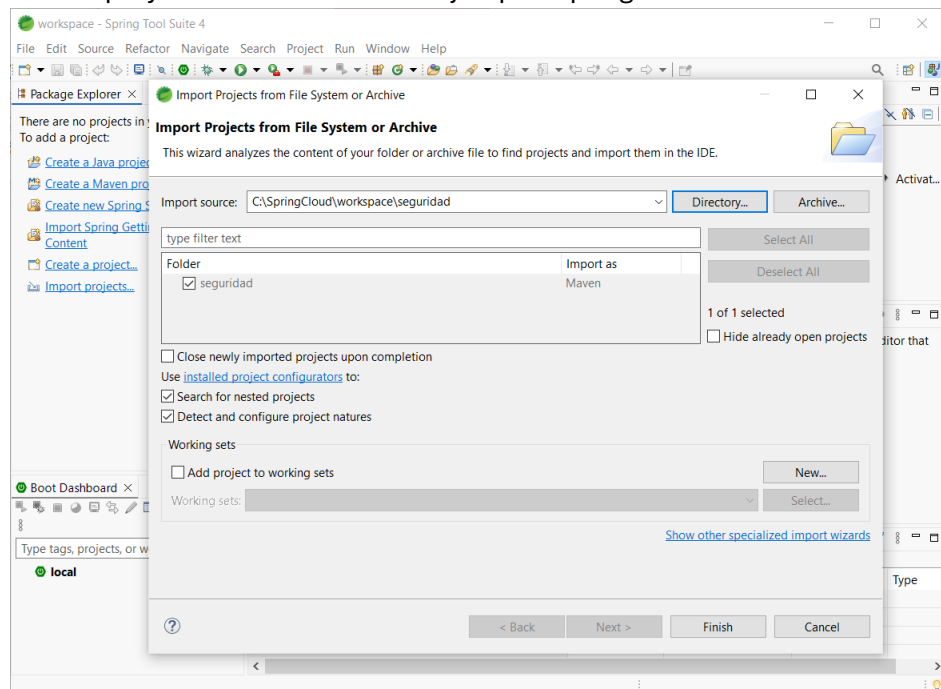 workspace - Spring Tool Suite 4
File Edit Source Refactor Navigate Search Project Run Window Help
Package Explorer
There are no projects in
To add a project:
Create a Java projec
Create a Maven pro
Create new Spring S
Import Spring Getti
Content
Create a project...
Import projects...
Import Projects from File System or Archive
Import Projects from File System or Archive
This wizard analyzes the content of your folder or archive file to find projects and import them in the IDE.
Import source: C:\SpringCloud\workspace\seguridad Directory... Archive...
type filter text Select All
Folder Import as Deselect All
seguridad Maven
1 of 1 selected
Hide already open projects
Close newly imported projects upon completion
Use installed project configurators to:
Search for nested projects
Detect and configure project natures
Working sets
Add project to working sets New...
Working sets: Select...
Show other specialized import wizards
< Back Next > Finish Cancel
Activat...
ditor that
Type
Boot Dashboard
Type tags, projects, or w
local